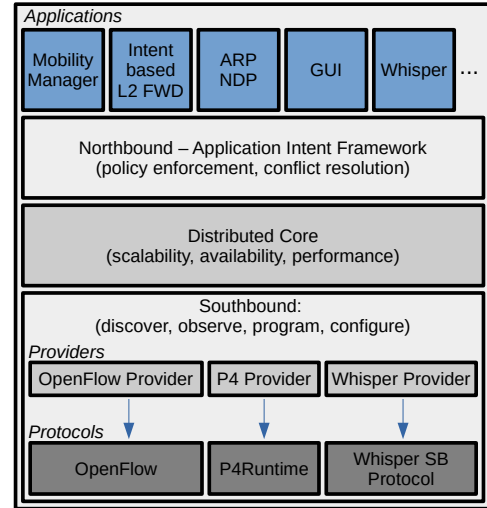 Applications
Mobility
Manager
Intent
based
L2 FWD
ARP
NDP
GUI
Whisper
...
Northbound – Application Intent Framework
(policy enforcement, conflict resolution)
Distributed Core
(scalability, availability, performance)
Southbound:
(discover, observe, program, configure)
Providers
OpenFlow Provider
P4 Provider
Whisper Provider
Protocols
OpenFlow
P4Runtime
Whisper SB
Protocol